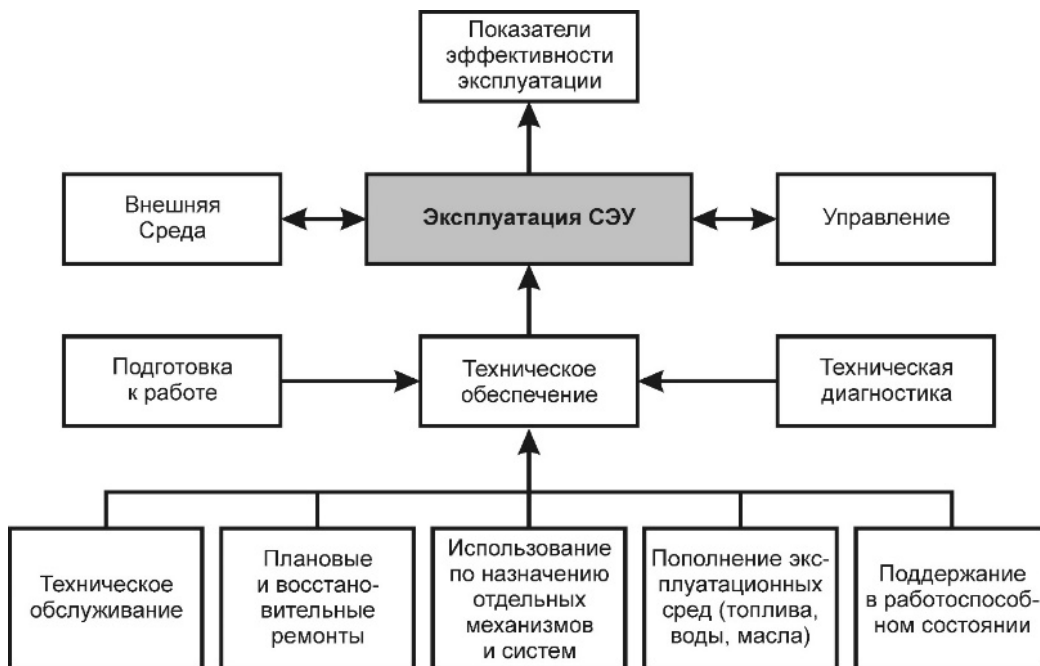 Показатели
эффективности
эксплуатации
Внешняя
Среда
Эксплуатация СЭУ
Управление
Подготовка
к работе
Техническое
обеспечение
Техническая
диагностика
Техническое
обслуживание
Плановые
и восстано-
вительные
ремонты
Использование
по назначению
отдельных
механизмов
и систем
Пополнение экс-
плуатационных
сред (топлива,
воды, масла)
Поддержание
в работоспособ-
ном состоянии